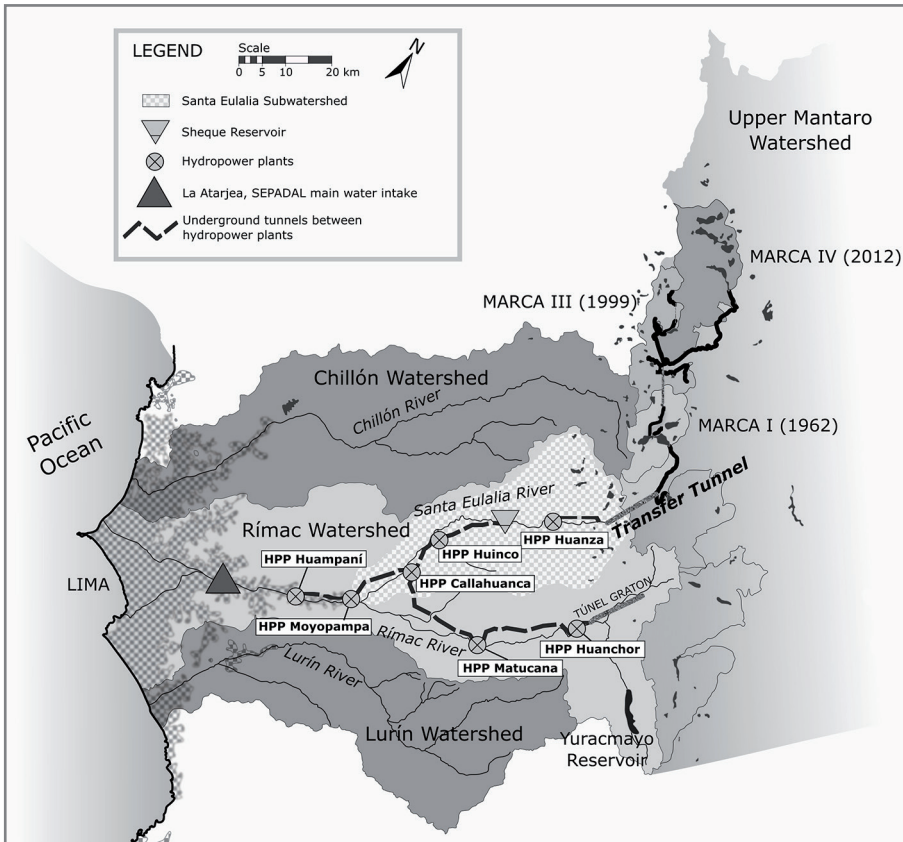 LEGEND
Scale
0 5 10 20 km
N
Santa Eulalia Subwatershed
Sheque Reservoir
Hydropower plants
La Atarjea, SEPADAL main water intake
Underground tunnels between
hydropower plants
Upper Mantaro
Watershed
MARCA IV (2012)
MARCA III (1999)
MARCA I (1962)
Transfer Tunnel
Chillón Watershed
Chillón River
Pacific
Ocean
Santa Eulalia River
Rímac Watershed
HPP Huanza
HPP Huinco
HPP Huampaní
HPP Callahuanca
LIMA
TÚNEL GRATON
HPP Moyopampa
Rímac River
HPP Huanchor
HPP Matucana
Lurín River
Lurín Watershed
Yuracmayo
Reservoir